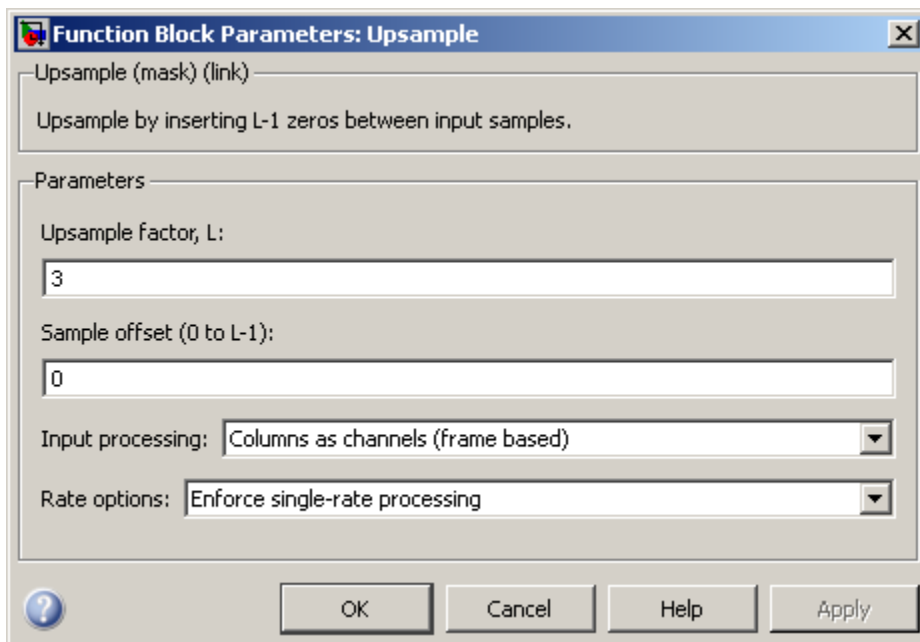 Function Block Parameters: Upsample
Upsample (mask) (link)
Upsample by inserting L-1 zeros between input samples.
Parameters
Upsample factor, L:
3
Sample offset (0 to L-1):
0
Input processing: Columns as channels (frame based)
Rate options: Enforce single-rate processing
OK Cancel Help Apply